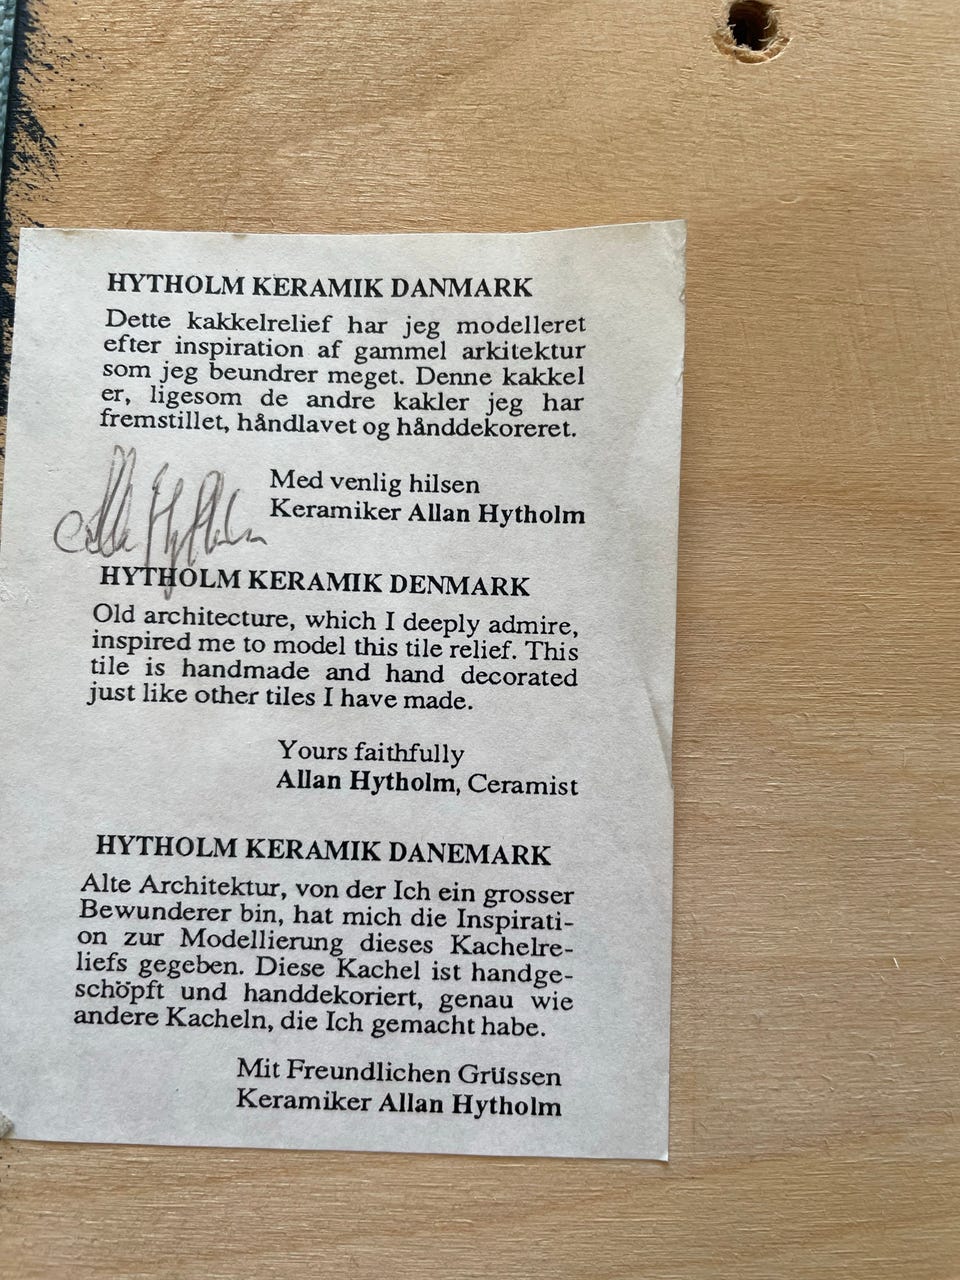 HYTHOLM KERAMIK DANMARK
Dette kakkelrelief har jeg modelleret
efter inspiration af gammel arkitektur
som jeg beundrer meget. Denne kakkel
er, ligesom de andre kakler jeg har
fremstillet, håndlavet og hånddekoreret.
Med venlig hilsen
Keramiker Allan Hytholm
HYTHOLM KERAMIK DENMARK
Old architecture, which I deeply admire,
inspired me to model this tile relief. This
tile is handmade and hand decorated
just like other tiles I have made.
Yours faithfully
Allan Hytholm, Ceramist
HYTHOLM KERAMIK DANEMARK
Alte Architektur, von der Ich ein grosser
Bewunderer bin, hat mich die Inspirati-
on zur Modellierung dieses Kachelre-
liefs gegeben. Diese Kachel ist handge-
schöpft und handdekoriert, genau wie
andere Kacheln, die Ich gemacht habe.
Mit Freundlichen Grüssen
Keramiker Allan Hytholm